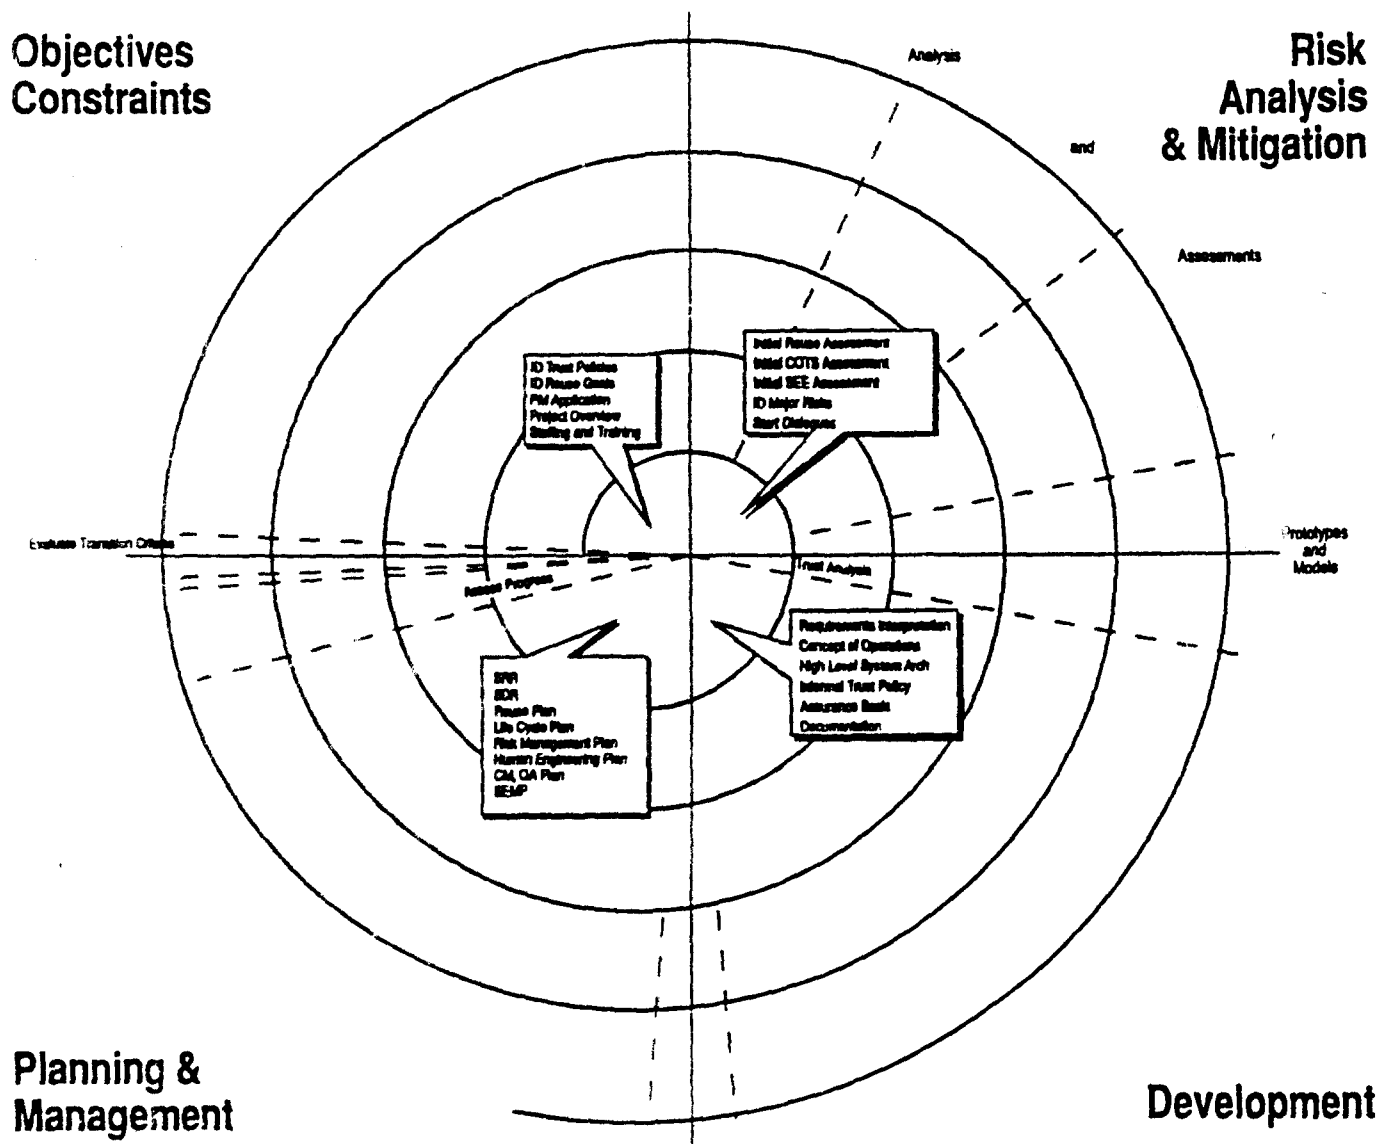 Objectives
Constraints
Risk
Analysis
& Mitigation
Analysis
and
Assessments
ID Trust Policies
ID Reuse Goals
PM Application
Project Overview
Staffing and Training
Initial Reuse Assessment
Initial COTS Assessment
Initial SEE Assessment
ID Major Risks
Start Dialogues
Evaluate Transition Criteria
Assess Progress
Trust Analysis
Prototypes
and
Models
Requirements Interpretation
Concept of Operations
High Level System Arch
Informal Trust Policy
Assurance Basis
Documentation
SRR
SDR
Reuse Plan
Life Cycle Plan
Risk Management Plan
Human Engineering Plan
CM, QA Plan
SEMP
Planning &
Management
Development